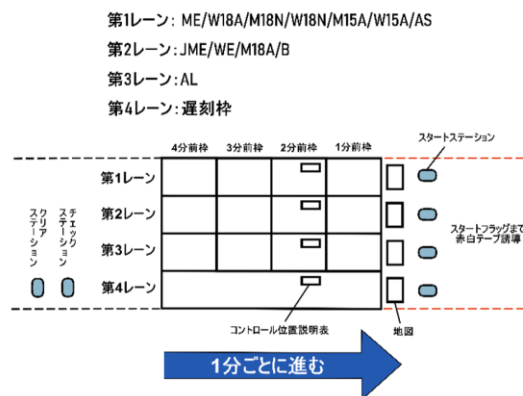 第1レーン: ME/W18A/M18N/W18N/M15A/W15A/AS
第2レーン: JME/WE/M18A/B
第3レーン: AL
第4レーン: 遅刻枠
4分前枠 3分前枠 2分前枠 1分前枠
スタートステーション
第1レーン
第2レーン
第3レーン
第4レーン
クリアステーション
チェックステーション
スタートフラッグまで
赤白テープ誘導
コントロール位置説明表
地図
1分ごとに進む